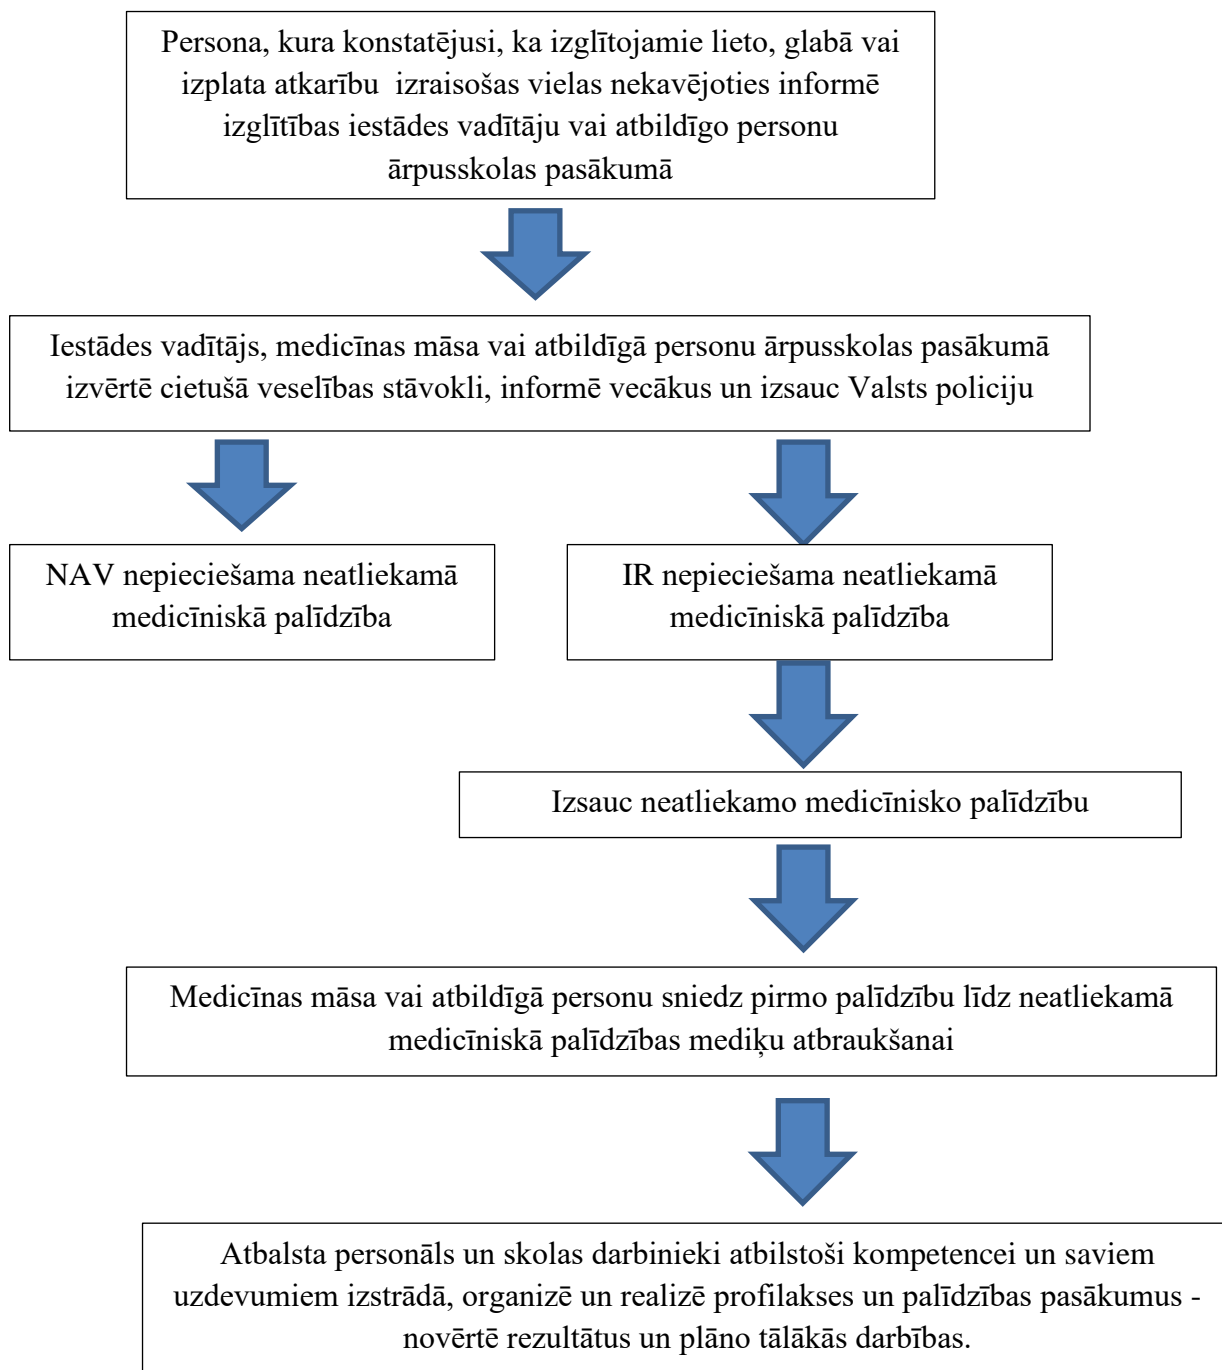 Persona, kura konstatējusi, ka izglītojamie lieto, glabā vai
izplata atkarību  izraisošas vielas nekavējoties informē
izglītības iestādes vadītāju vai atbildīgo personu
ārpusskolas pasākumā
Iestādes vadītājs, medicīnas māsa vai atbildīgā personu ārpusskolas pasākumā
izvērtē cietušā veselības stāvokli, informē vecākus un izsauc Valsts policiju
NAV nepieciešama neatliekamā
medicīniskā palīdzība
IR nepieciešama neatliekamā
medicīniskā palīdzība
Izsauc neatliekamo medicīnisko palīdzību
Medicīnas māsa vai atbildīgā personu sniedz pirmo palīdzību līdz neatliekamā
medicīniskā palīdzības mediķu atbraukšanai
Atbalsta personāls un skolas darbinieki atbilstoši kompetencei un saviem
uzdevumiem izstrādā, organizē un realizē profilakses un palīdzības pasākumus -
novērtē rezultātus un plāno tālākās darbības.